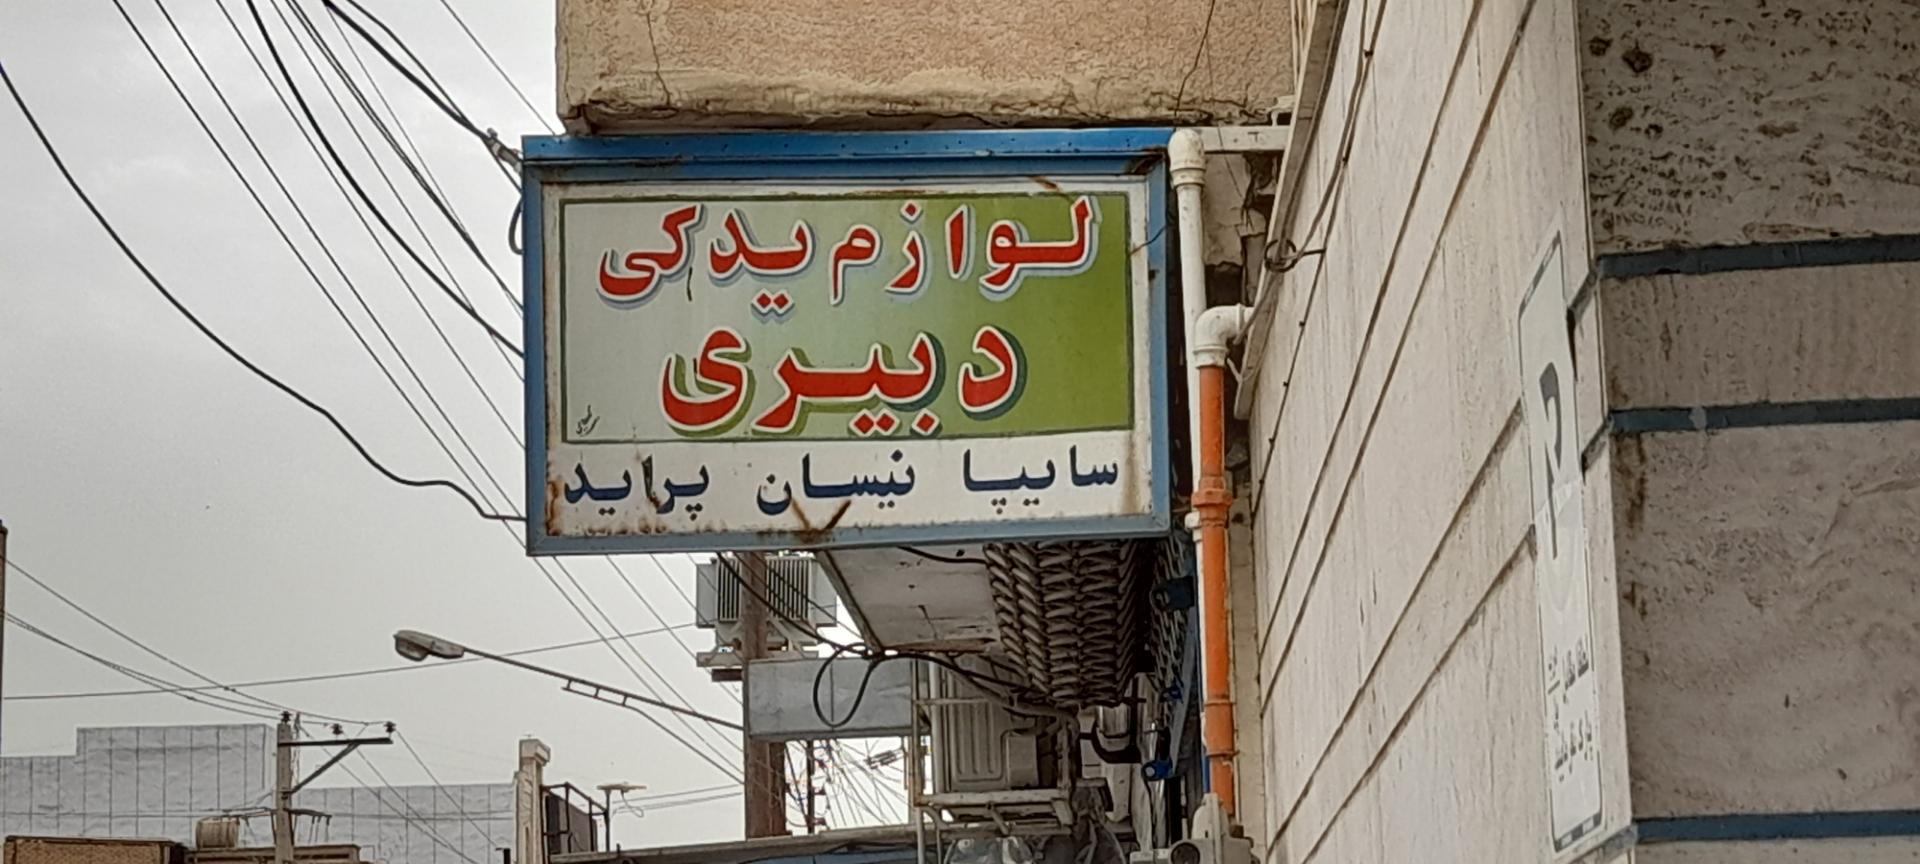 لوازم یدکی
دبیری
سایپا نیسان پراید
P